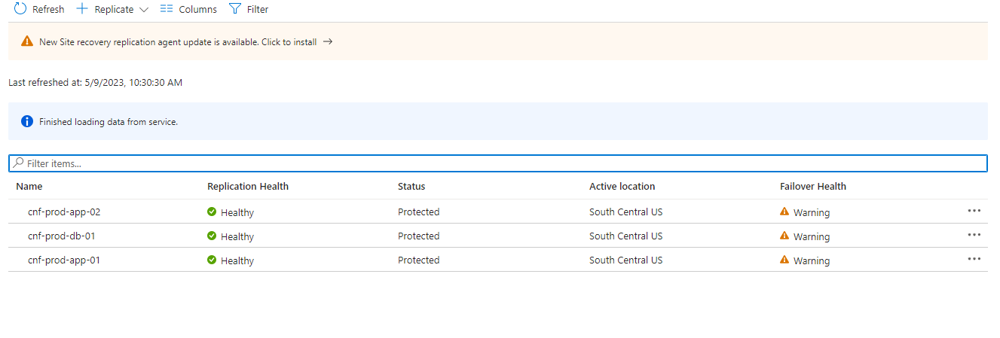 Refresh Replicate Columns Filter
New Site recovery replication agent update is available. Click to install →
Last refreshed at: 5/9/2023, 10:30:30 AM
Finished loading data from service.
Filter items...
Name Replication Health Status Active location Failover Health
cnf-prod-app-02 Healthy Protected South Central US Warning
cnf-prod-db-01 Healthy Protected South Central US Warning
cnf-prod-app-01 Healthy Protected South Central US Warning